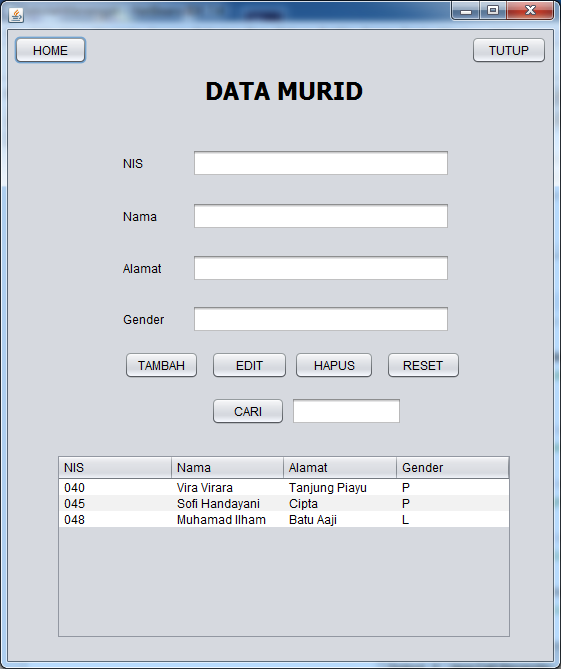 HOME TUTUP
DATA MURID
NIS
Nama
Alamat
Gender
TAMBAH EDIT HAPUS RESET
CARI
NIS Nama Alamat Gender
040 Vira Virara Tanjung Piayu P
045 Sofi Handayani Cipta P
048 Muhamad Ilham Batu Aaji L